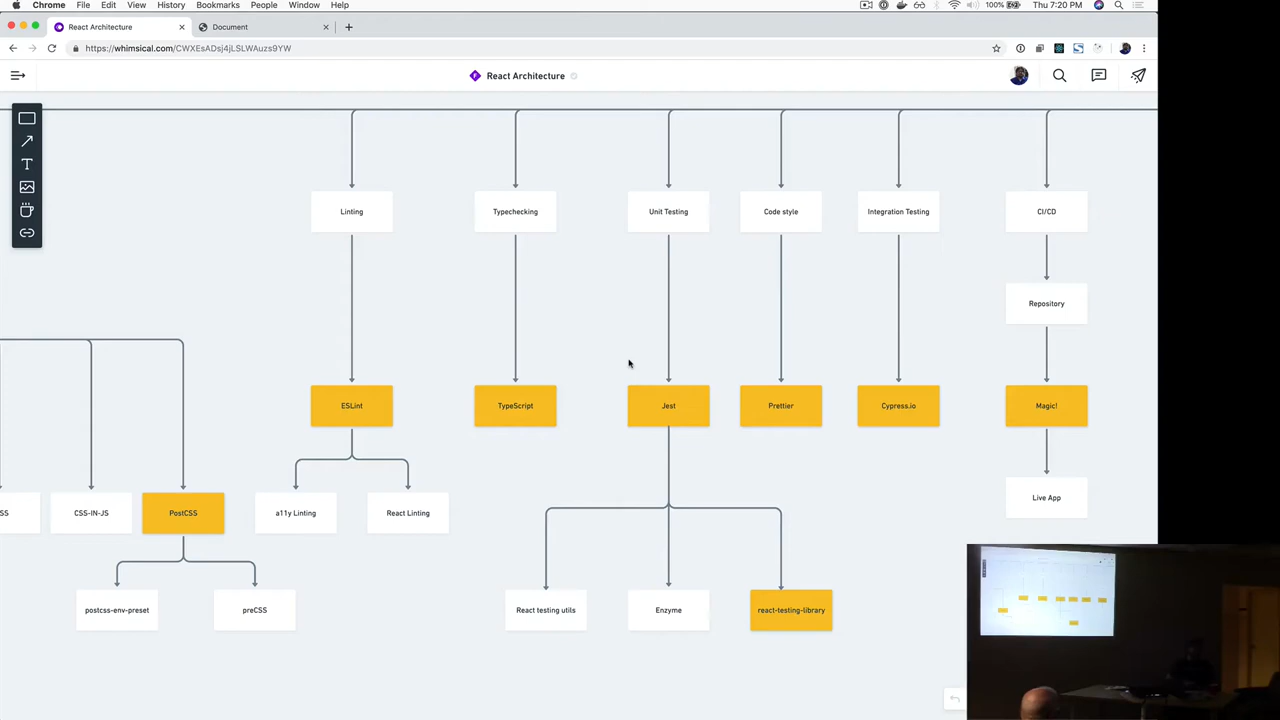 Chrome File Edit View History Bookmarks People Window Help 100% Thu 7:20 PM
React Architecture Document
https://whimsical.com/CWXEsADsj4jLSLWAuzs9YW
React Architecture
T
Linting Typechecking Unit Testing Code style Integration Testing CI/CD
Repository
ESLint TypeScript Jest Prettier Cypress.io Magic!
SS CSS-IN-JS PostCSS a11y Linting React Linting Live App
postcss-env-preset preCSS React testing utils Enzyme react-testing-library